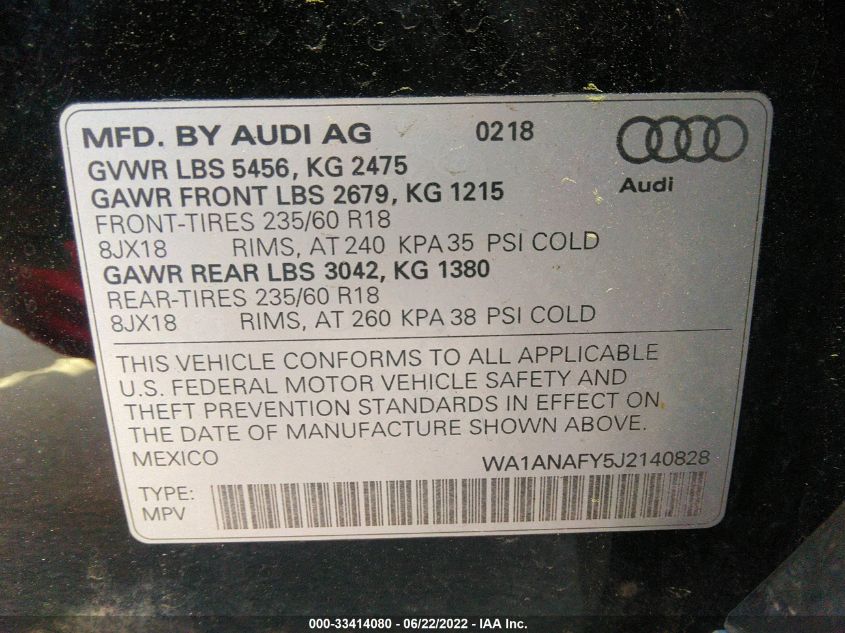 MFD. BY AUDI AG 0218
GVWR LBS 5456, KG 2475
GAWR FRONT LBS 2679, KG 1215
Audi
FRONT-TIRES 235/60 R18
8JX18 RIMS, AT 240 KPA 35 PSI COLD
GAWR REAR LBS 3042, KG 1380
REAR-TIRES 235/60 R18
8JX18 RIMS, AT 260 KPA 38 PSI COLD
THIS VEHICLE CONFORMS TO ALL APPLICABLE
U.S. FEDERAL MOTOR VEHICLE SAFETY AND
THEFT PREVENTION STANDARDS IN EFFECT ON
THE DATE OF MANUFACTURE SHOWN ABOVE.
MEXICO WA1ANAFY5J2140828
TYPE:
MPV
000-33414080 - 06/22/2022 - IAA Inc.